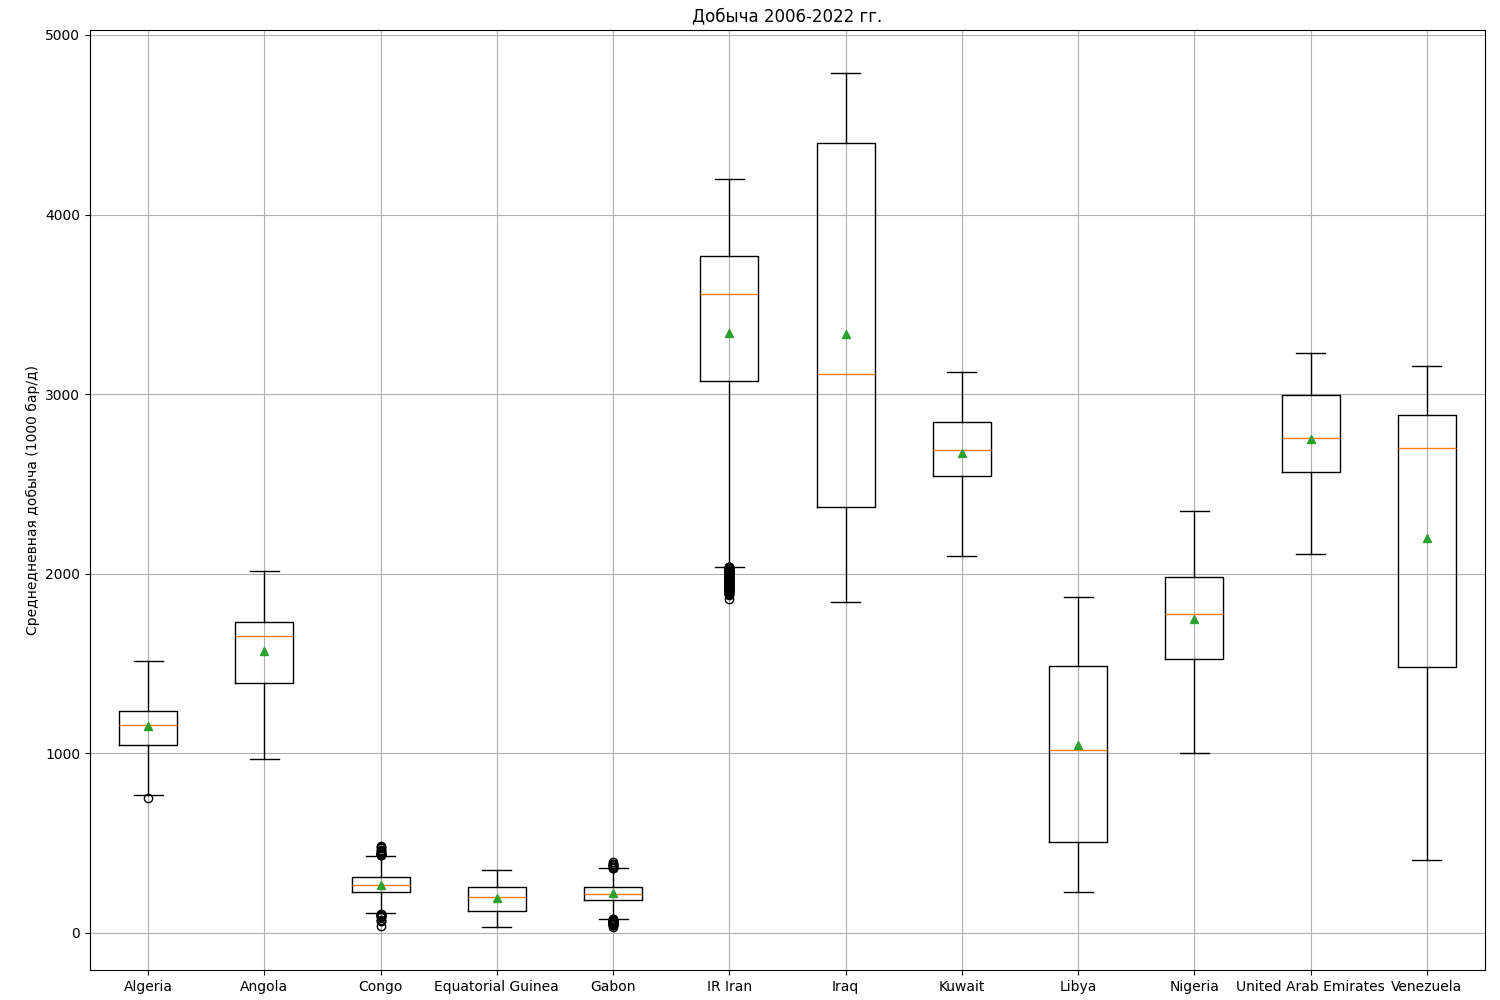 Добыча 2006-2022 гг.
Среднедневная добыча (1000 бар/д)
5000
4000
3000
2000
1000
0
Algeria
Angola
Congo
Equatorial Guinea
Gabon
IR Iran
Iraq
Kuwait
Libya
Nigeria
United Arab Emirates
Venezuela